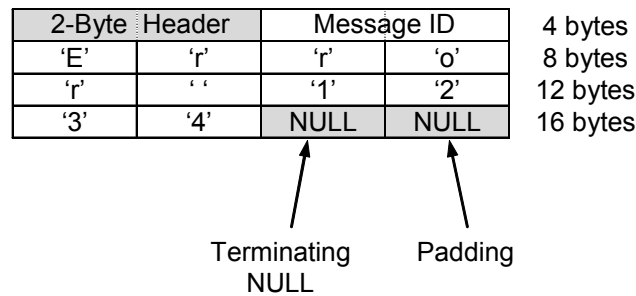 2-Byte Header Message ID 4 bytes
‘E’ ‘r’ ‘r’ ‘o’ 8 bytes
‘r’ ‘ ‘ ‘1’ ‘2’ 12 bytes
‘3’ ‘4’ NULL NULL 16 bytes
Terminating Padding
NULL